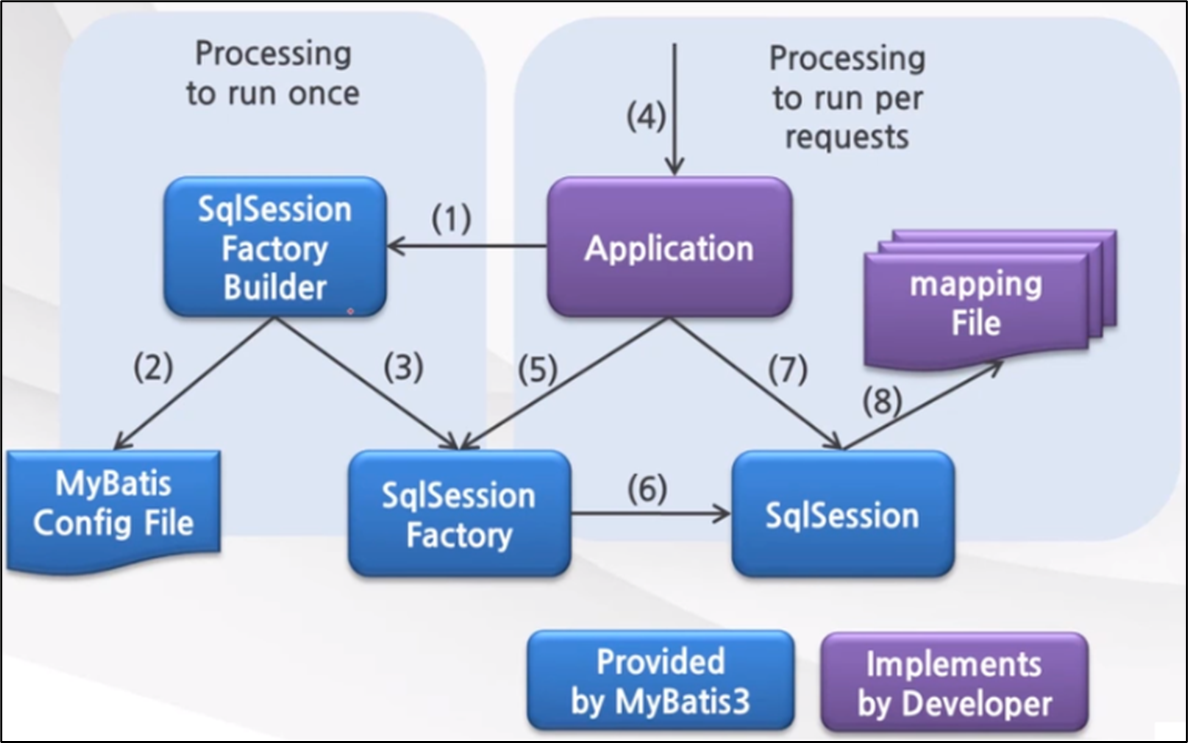 Processing
to run once
Processing
to run per
requests
(4)
SqlSession
Factory
Builder
(1)
Application
mapping
File
(2)
(3)
(5)
(7)
(8)
MyBatis
Config File
SqlSession
Factory
(6)
SqlSession
Provided
by MyBatis3
Implements
by Developer